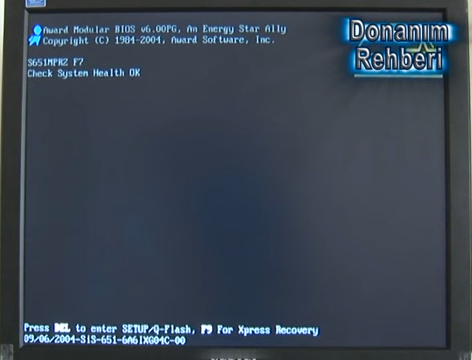 Award Modular BIOS v6.00PG, An Energy Star Ally
Copyright (C) 1984-2004, Award Software, Inc.
Donanım
Rehberi
S651MPRZ F7
Check System Health OK
Press DEL to enter SETUP/Q-Flash, F9 For Xpress Recovery
09/06/2004-SiS-651-6A6IXG04C-00